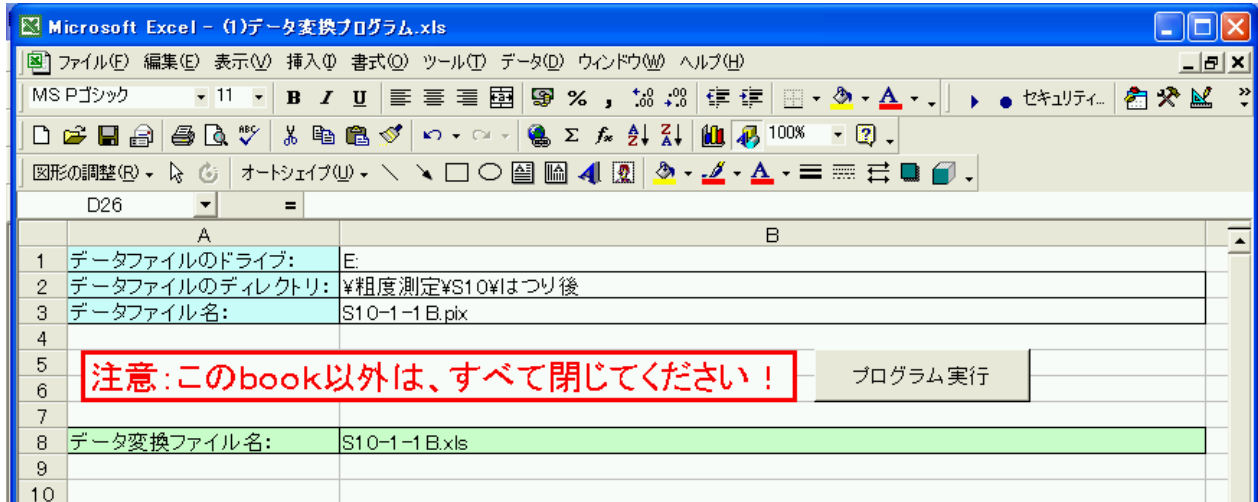 Microsoft Excel - (1)データ変換プログラム.xls
ファイル(F) 編集(E) 表示(V) 挿入(I) 書式(O) ツール(T) データ(D) ウィンドウ(W) ヘルプ(H)
MS Pゴシック 11 B I U % , セキュリティ...
ABC Σ fx 100%
図形の調整(R) オートシェイプ(U) A
D26 =
A B
1 データファイルのドライブ: E:
2 データファイルのディレクトリ: ¥粗度測定¥S10¥はつり後
3 データファイル名: S10-1-1B.pix
4
5
注意:このbook以外は、すべて閉じてください! プログラム実行
6
7
8 データ変換ファイル名: S10-1-1B.xls
9
10